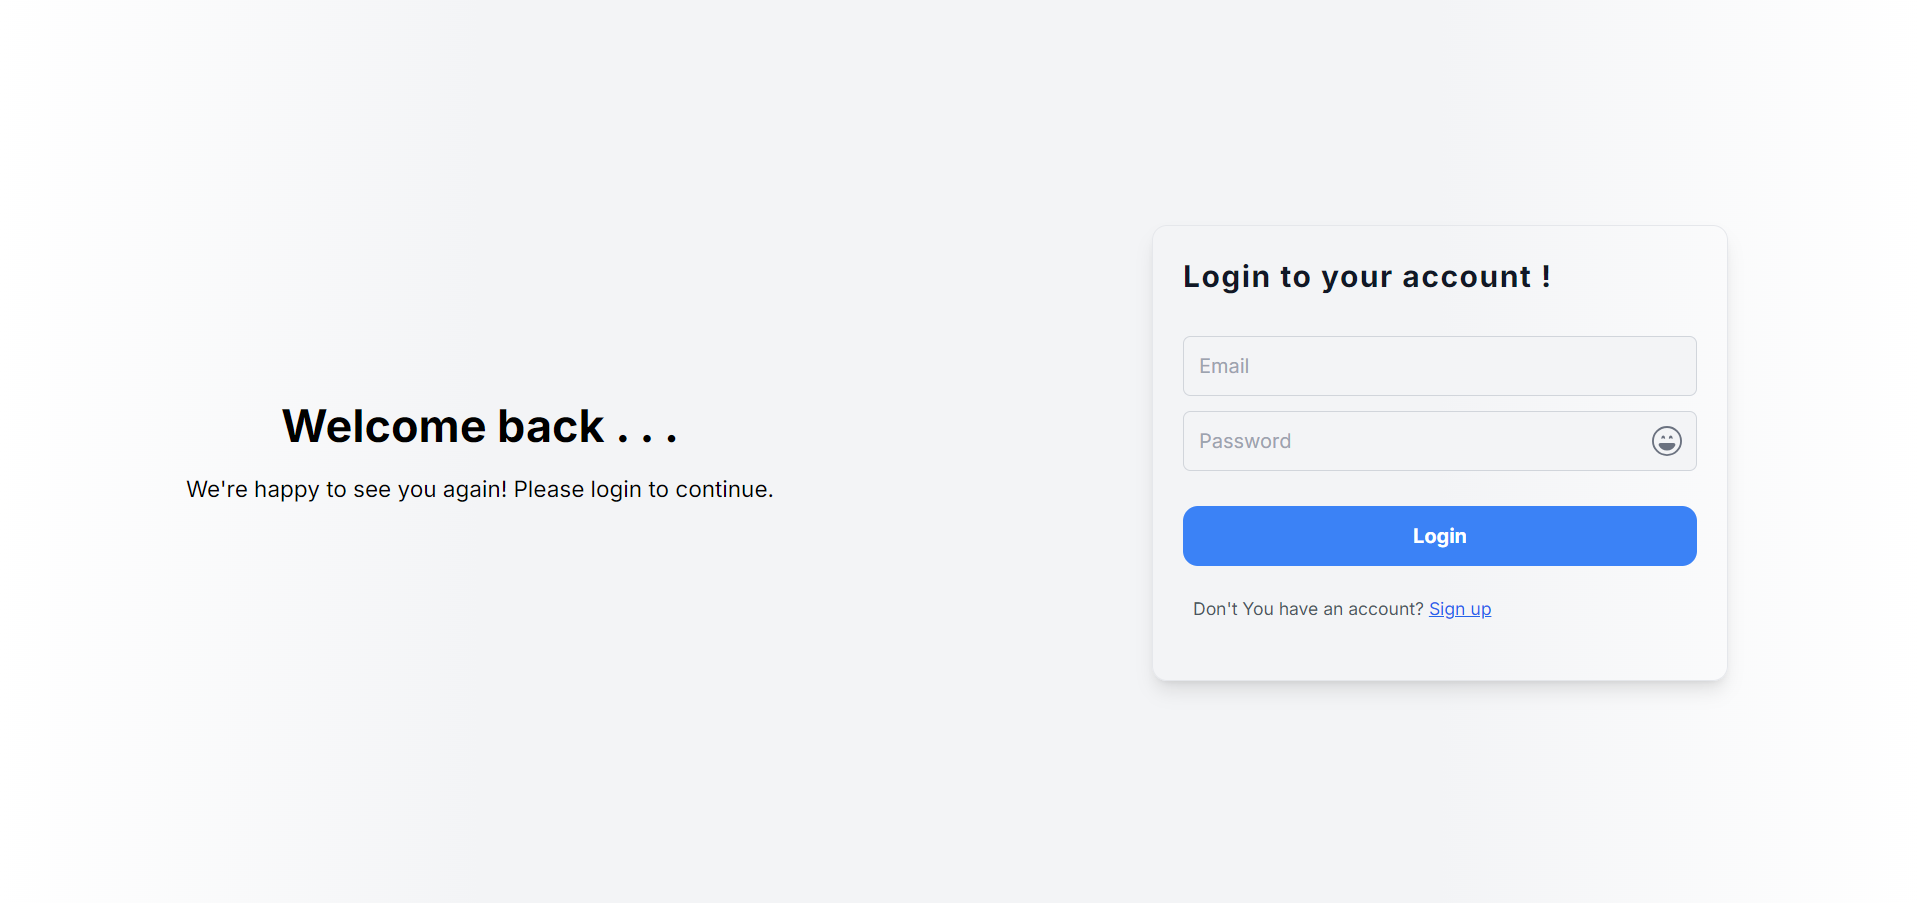 Welcome back . . .
We're happy to see you again! Please login to continue.
Login to your account !
Email
Password
Login
Don't You have an account? Sign up